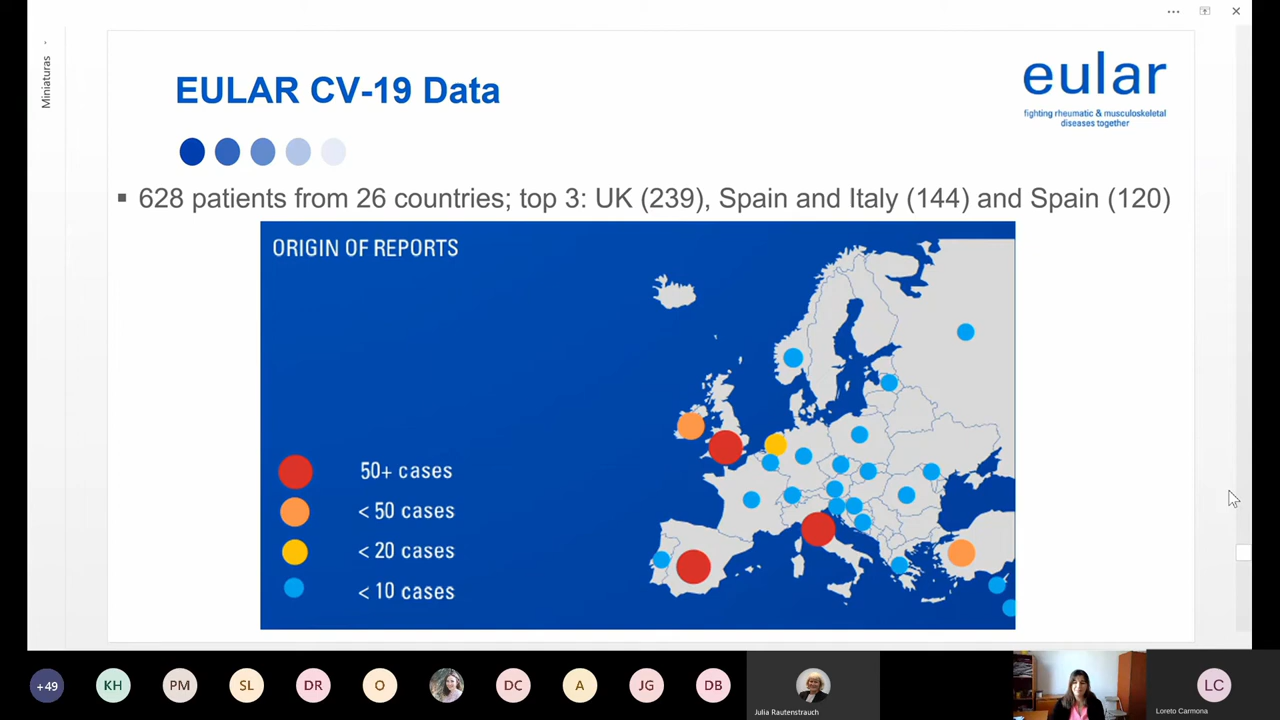 Miniaturas
EULAR CV-19 Data
eular
fighting rheumatic & musculoskeletal
diseases together
628 patients from 26 countries; top 3: UK (239), Spain and Italy (144) and Spain (120)
ORIGIN OF REPORTS
50+ cases
< 50 cases
< 20 cases
< 10 cases
+49
KH
PM
SL
DR
O
DC
A
JG
DB
Julia Rautenstrauch
LC
Loreto Carmona